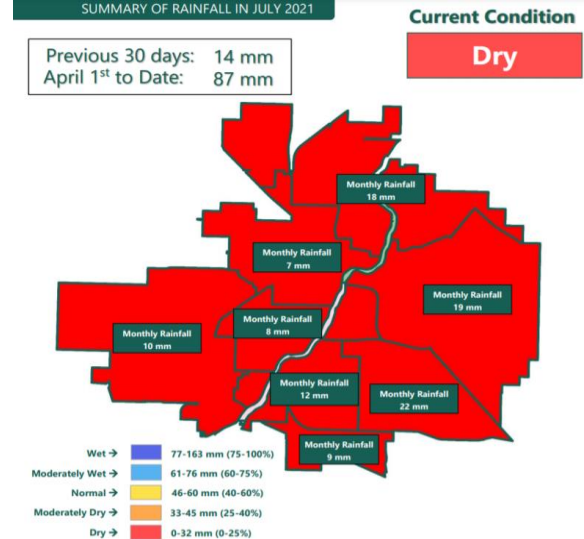 SUMMARY OF RAINFALL IN JULY 2021
Current Condition
Dry
Previous 30 days: 14 mm
April 1st to Date: 87 mm
Monthly Rainfall
18 mm
Monthly Rainfall
7 mm
Monthly Rainfall
19 mm
Monthly Rainfall
8 mm
Monthly Rainfall
10 mm
Monthly Rainfall
12 mm
Monthly Rainfall
22 mm
Monthly Rainfall
9 mm
Wet → 77-163 mm (75-100%)
Moderately Wet → 61-76 mm (60-75%)
Normal → 46-60 mm (40-60%)
Moderately Dry → 33-45 mm (25-40%)
Dry → 0-32 mm (0-25%)